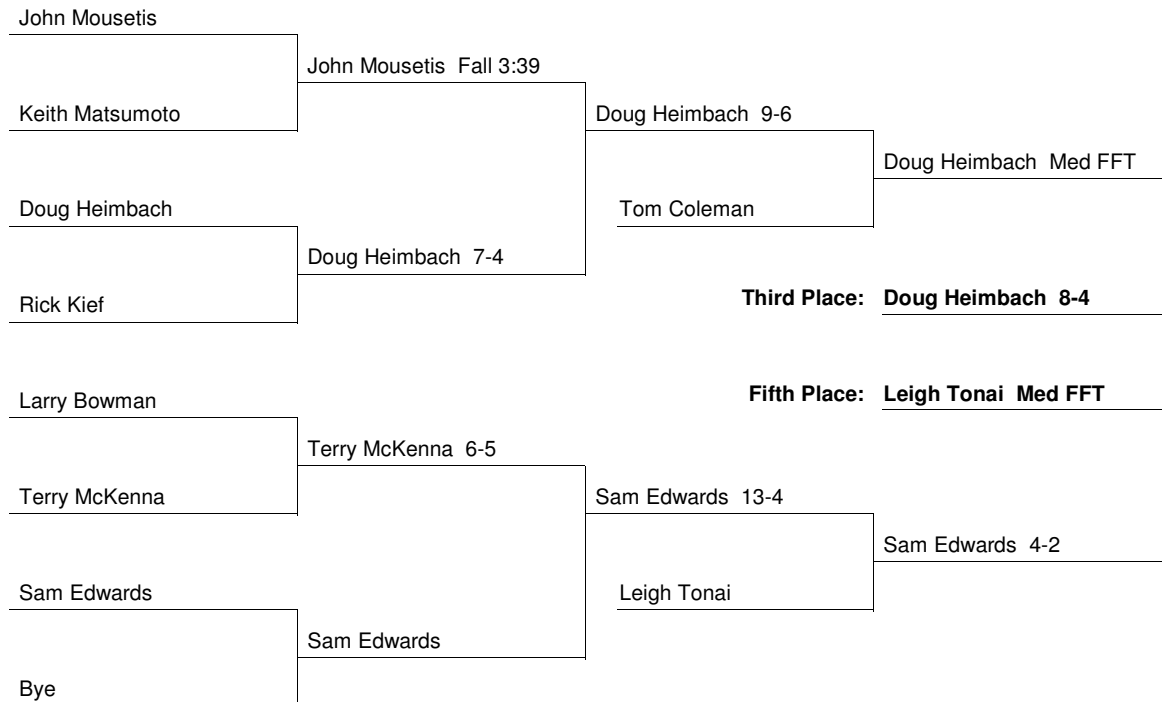 John Mousetis
John Mousetis  Fall 3:39
Keith Matsumoto
Doug Heimbach  9-6
Doug Heimbach  Med FFT
Doug Heimbach
Tom Coleman
Doug Heimbach  7-4
Rick Kief
Third Place: Doug Heimbach  8-4
Larry Bowman
Fifth Place: Leigh Tonai  Med FFT
Terry McKenna  6-5
Terry McKenna
Sam Edwards  13-4
Sam Edwards  4-2
Sam Edwards
Leigh Tonai
Sam Edwards
Bye